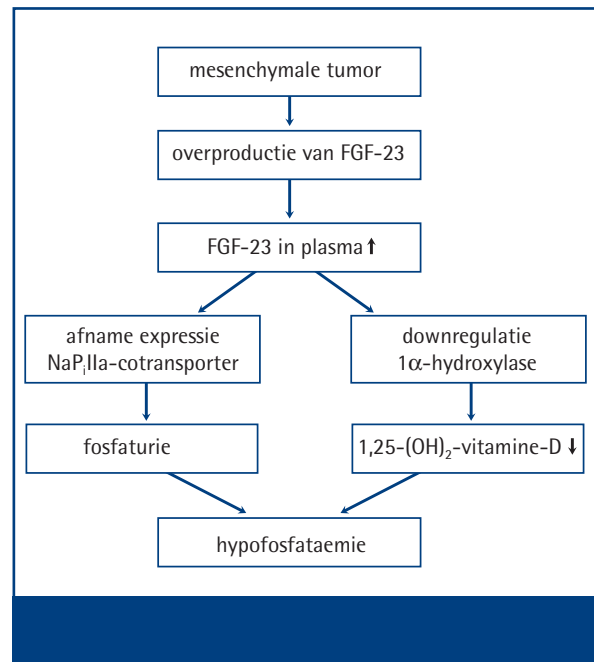 mesenchymale tumor
overproductie van FGF-23
FGF-23 in plasma ↑
afname expressie
NaPᵢIIa-cotransporter
downregulatie
1α-hydroxylase
fosfaturie
1,25-(OH)₂-vitamine-D ↓
hypofosfataemie